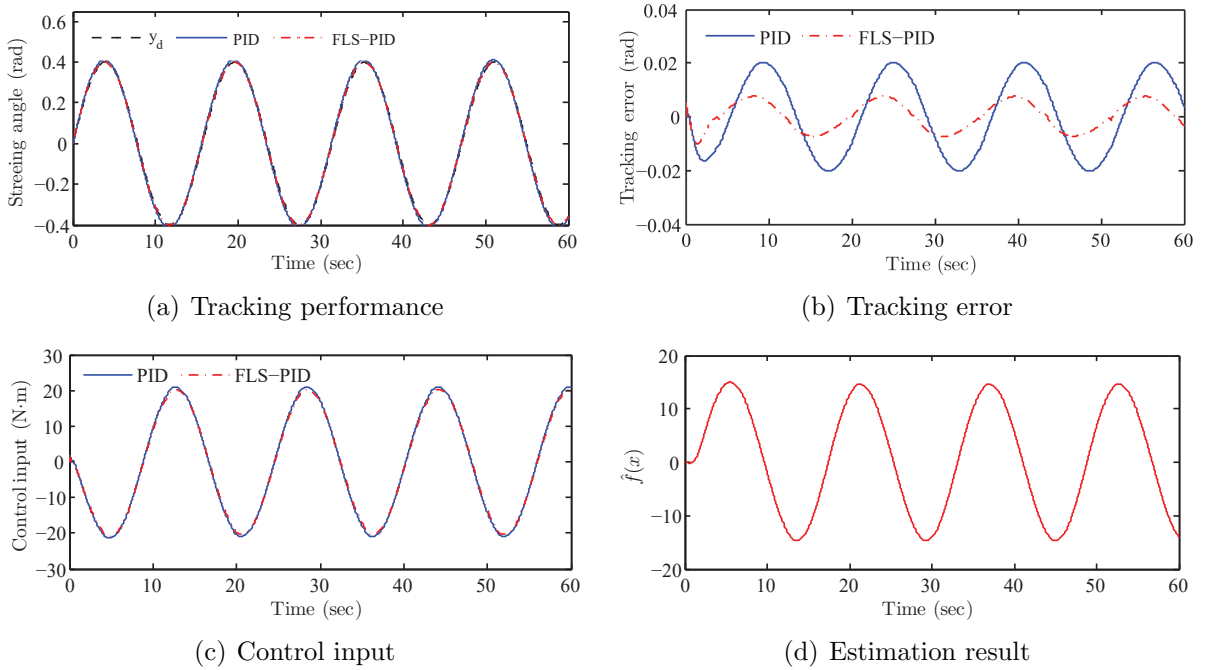 0.6
0.4
0.2
0
−0.2
−0.4
Streeing angle (rad)
y_d PID FLS−PID
0 10 20 30 40 50 60
Time (sec)
(a) Tracking performance
0.04
0.02
0
−0.02
−0.04
Tracking error (rad)
PID FLS−PID
0 10 20 30 40 50 60
Time (sec)
(b) Tracking error
30
20
10
0
−10
−20
−30
Control input (N·m)
PID FLS−PID
0 10 20 30 40 50 60
Time (sec)
(c) Control input
20
10
0
−10
−20
f̂(x)
0 10 20 30 40 50 60
Time (sec)
(d) Estimation result